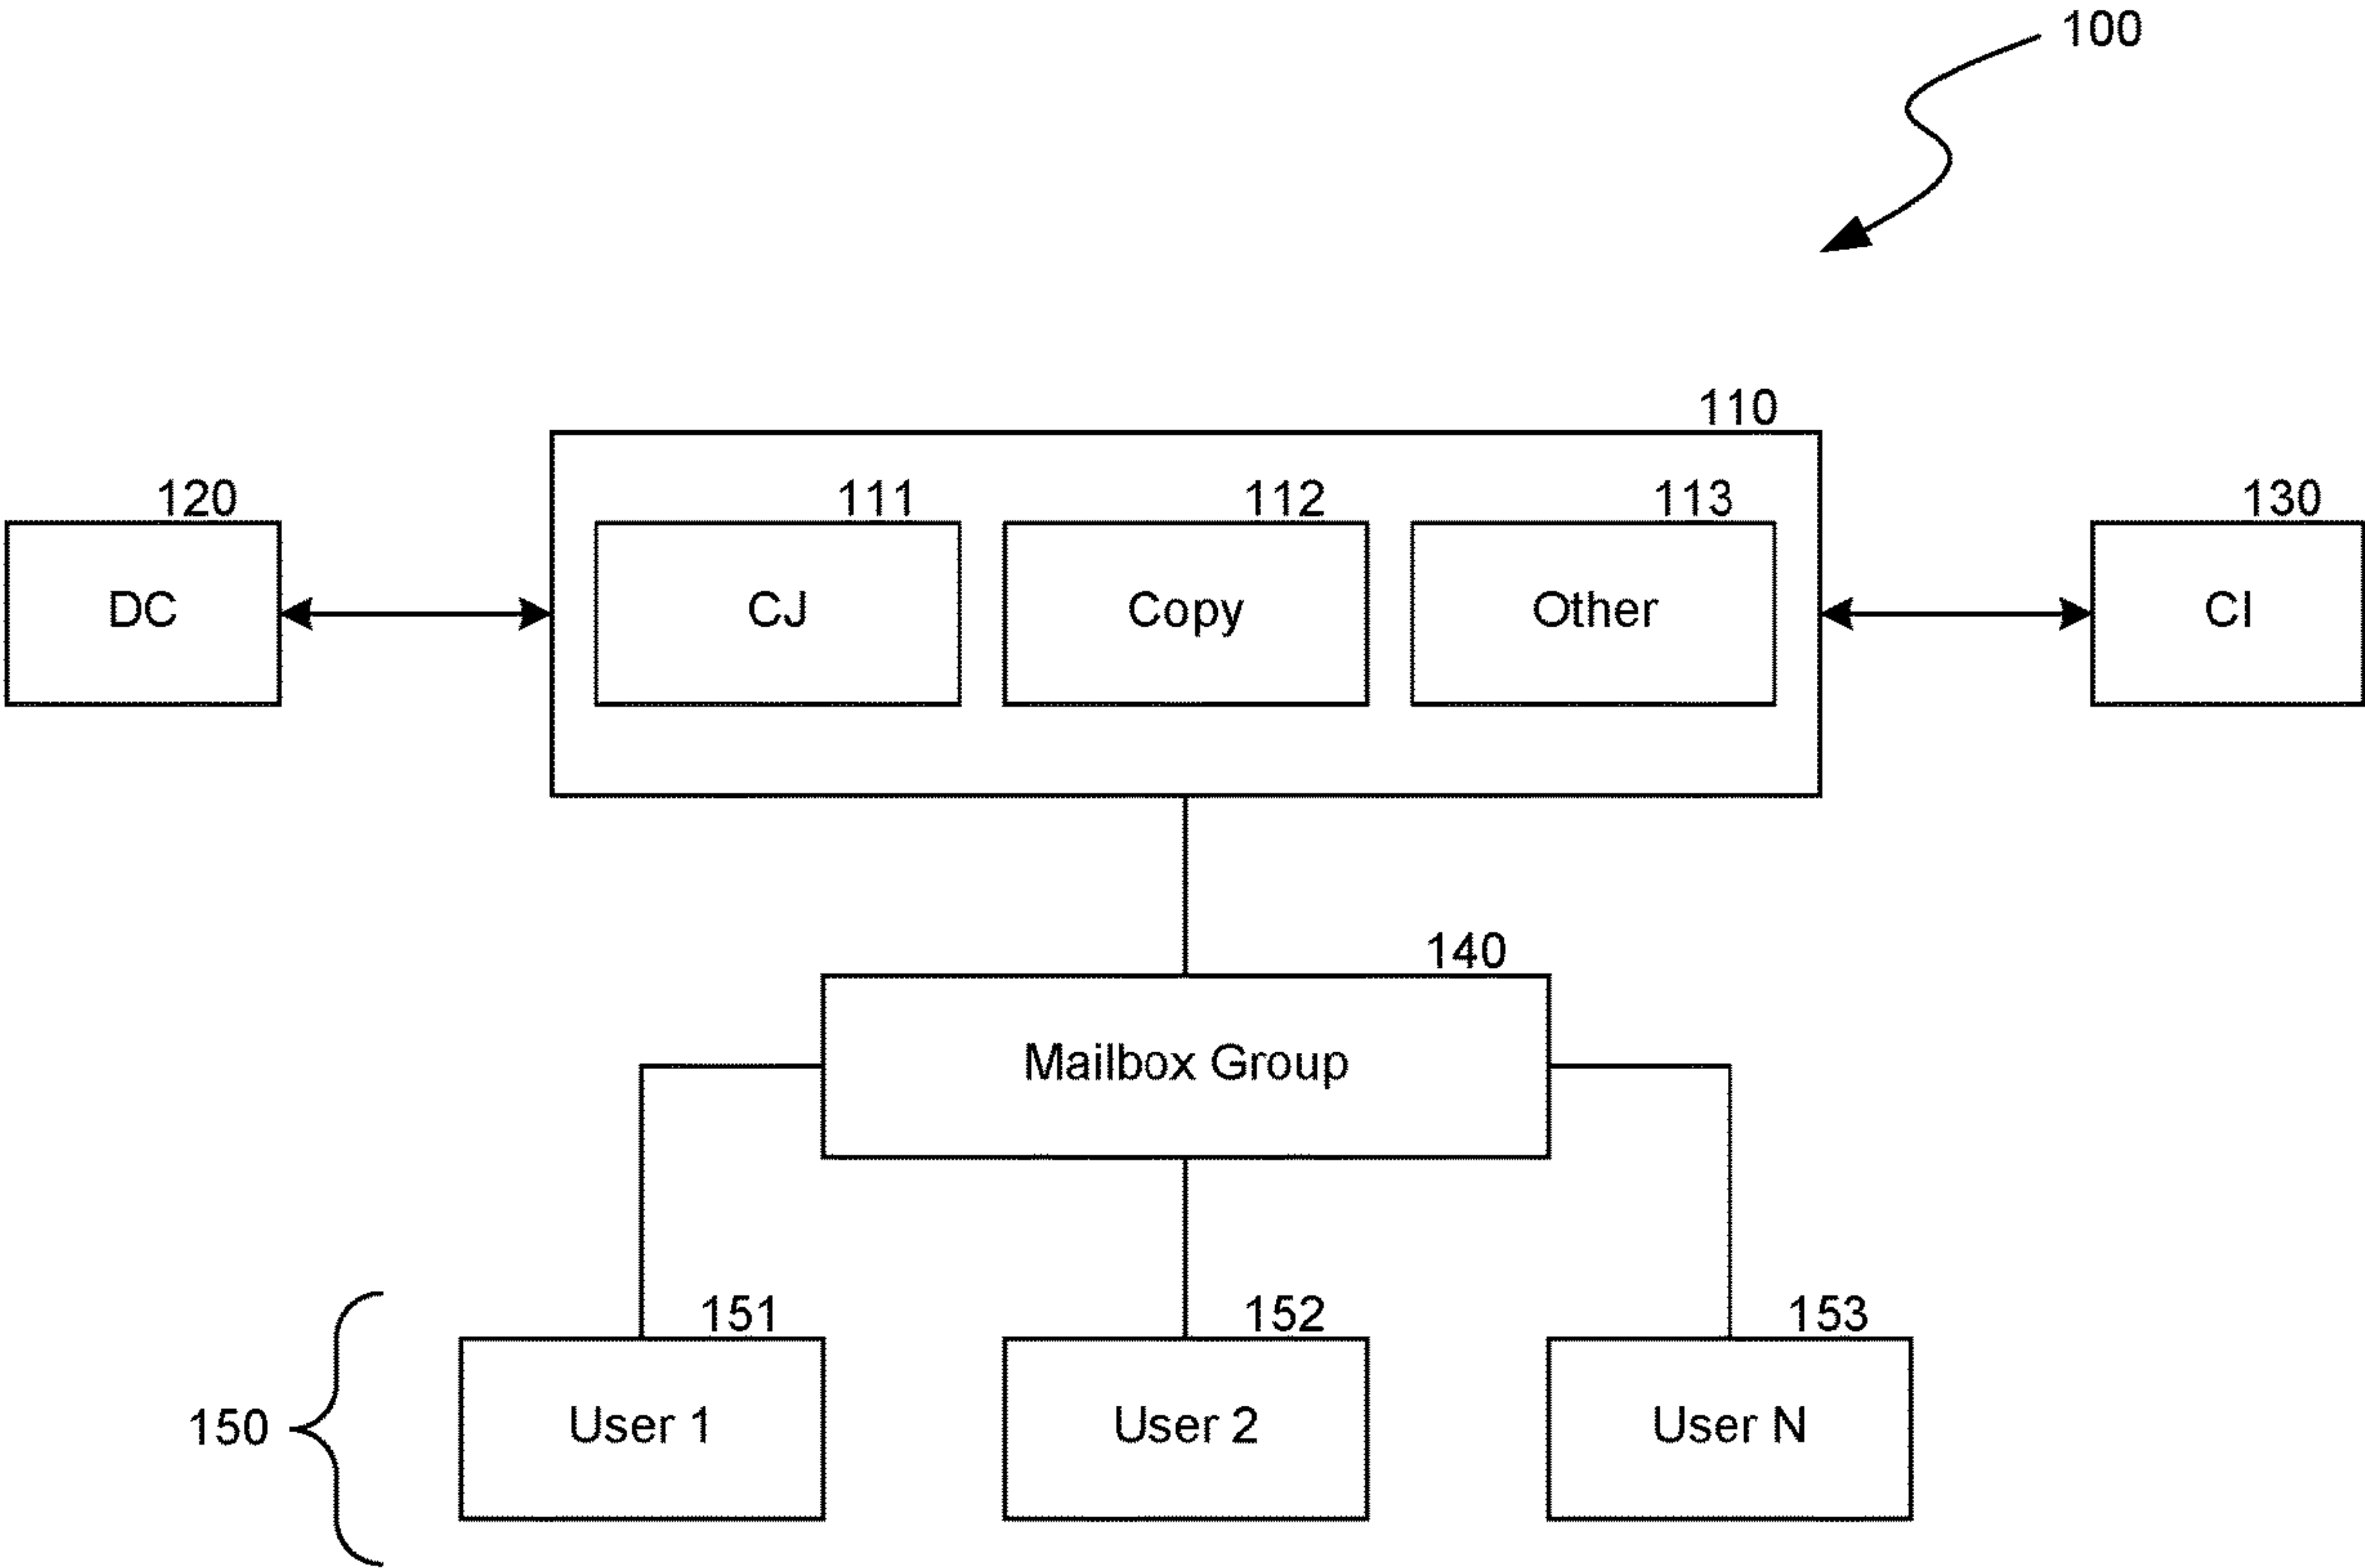 100
110
120 111 112 113 130
DC CJ Copy Other CI
140
Mailbox Group
151 152 153
150 User 1 User 2 User N